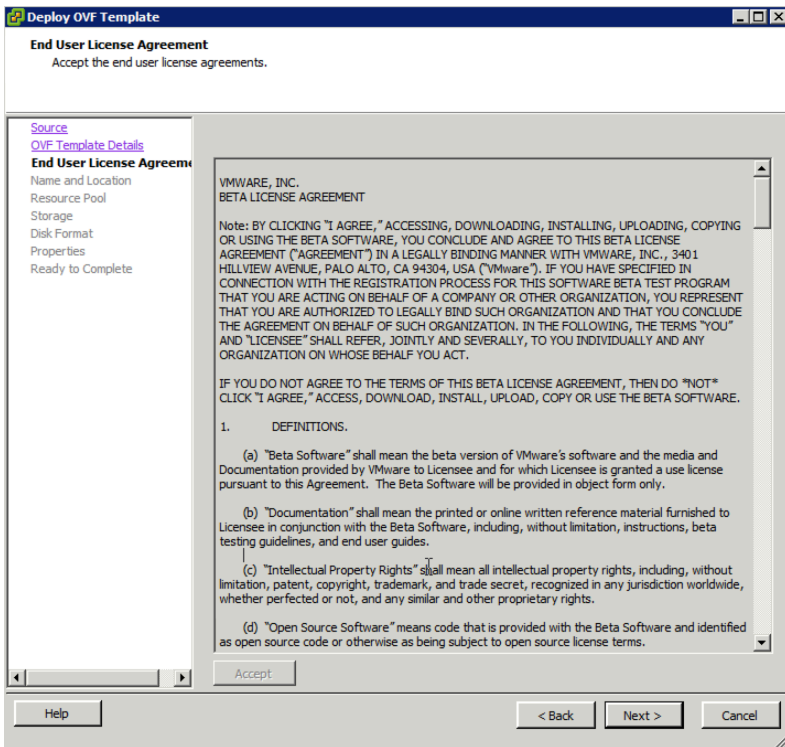 Deploy OVF Template
End User License Agreement
Accept the end user license agreements.
Source
OVF Template Details
End User License Agreeme
Name and Location
Resource Pool
Storage
Disk Format
Properties
Ready to Complete
VMWARE, INC.
BETA LICENSE AGREEMENT
Note: BY CLICKING “I AGREE,” ACCESSING, DOWNLOADING, INSTALLING, UPLOADING, COPYING
OR USING THE BETA SOFTWARE, YOU CONCLUDE AND AGREE TO THIS BETA LICENSE
AGREEMENT (“AGREEMENT”) IN A LEGALLY BINDING MANNER WITH VMWARE, INC., 3401
HILLVIEW AVENUE, PALO ALTO, CA 94304, USA (“VMware”). IF YOU HAVE SPECIFIED IN
CONNECTION WITH THE REGISTRATION PROCESS FOR THIS SOFTWARE BETA TEST PROGRAM
THAT YOU ARE ACTING ON BEHALF OF A COMPANY OR OTHER ORGANIZATION, YOU REPRESENT
THAT YOU ARE AUTHORIZED TO LEGALLY BIND SUCH ORGANIZATION AND THAT YOU CONCLUDE
THE AGREEMENT ON BEHALF OF SUCH ORGANIZATION. IN THE FOLLOWING, THE TERMS “YOU”
AND “LICENSEE” SHALL REFER, JOINTLY AND SEVERALLY, TO YOU INDIVIDUALLY AND ANY
ORGANIZATION ON WHOSE BEHALF YOU ACT.
IF YOU DO NOT AGREE TO THE TERMS OF THIS BETA LICENSE AGREEMENT, THEN DO *NOT*
CLICK “I AGREE,” ACCESS, DOWNLOAD, INSTALL, UPLOAD, COPY OR USE THE BETA SOFTWARE.
1. DEFINITIONS.
(a) “Beta Software” shall mean the beta version of VMware’s software and the media and
Documentation provided by VMware to Licensee and for which Licensee is granted a use license
pursuant to this Agreement. The Beta Software will be provided in object form only.
(b) “Documentation” shall mean the printed or online written reference material furnished to
Licensee in conjunction with the Beta Software, including, without limitation, instructions, beta
testing guidelines, and end user guides.
(c) “Intellectual Property Rights” shall mean all intellectual property rights, including, without
limitation, patent, copyright, trademark, and trade secret, recognized in any jurisdiction worldwide,
whether perfected or not, and any similar and other proprietary rights.
(d) “Open Source Software” means code that is provided with the Beta Software and identified
as open source code or otherwise as being subject to open source license terms.
Accept
Help
< Back
Next >
Cancel